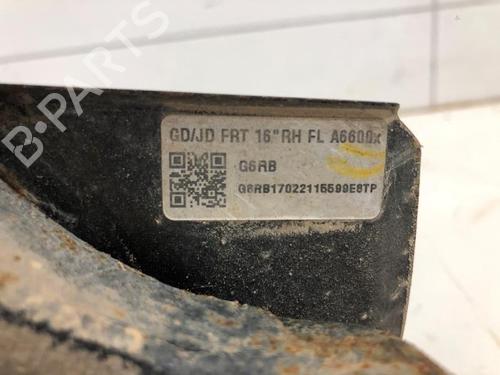 GD/JD FRT 16"RH FL A6600x
G6RB
G6RB17022115599E8TP
B-PARTS